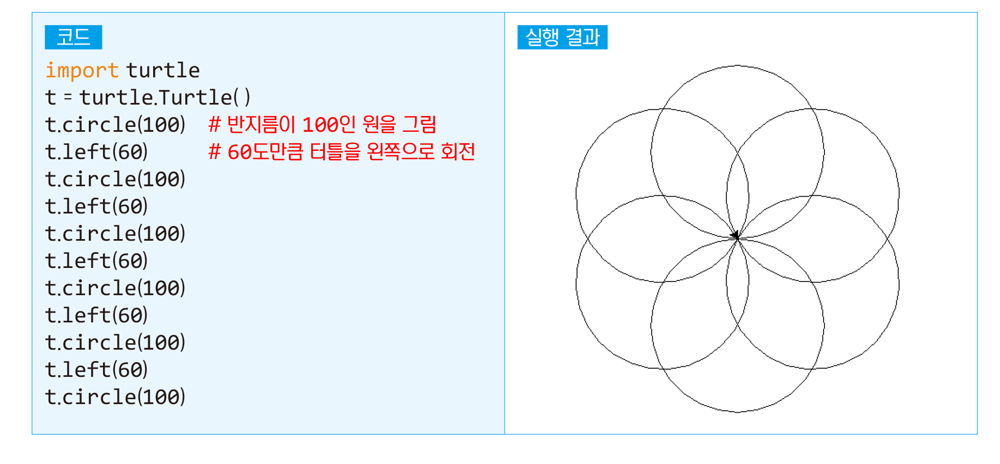 코드
import turtle
t = turtle.Turtle( )
t.circle(100) # 반지름이 100인 원을 그림
t.left(60) # 60도만큼 터틀을 왼쪽으로 회전
t.circle(100)
t.left(60)
t.circle(100)
t.left(60)
t.circle(100)
t.left(60)
t.circle(100)
t.left(60)
t.circle(100)
실행 결과